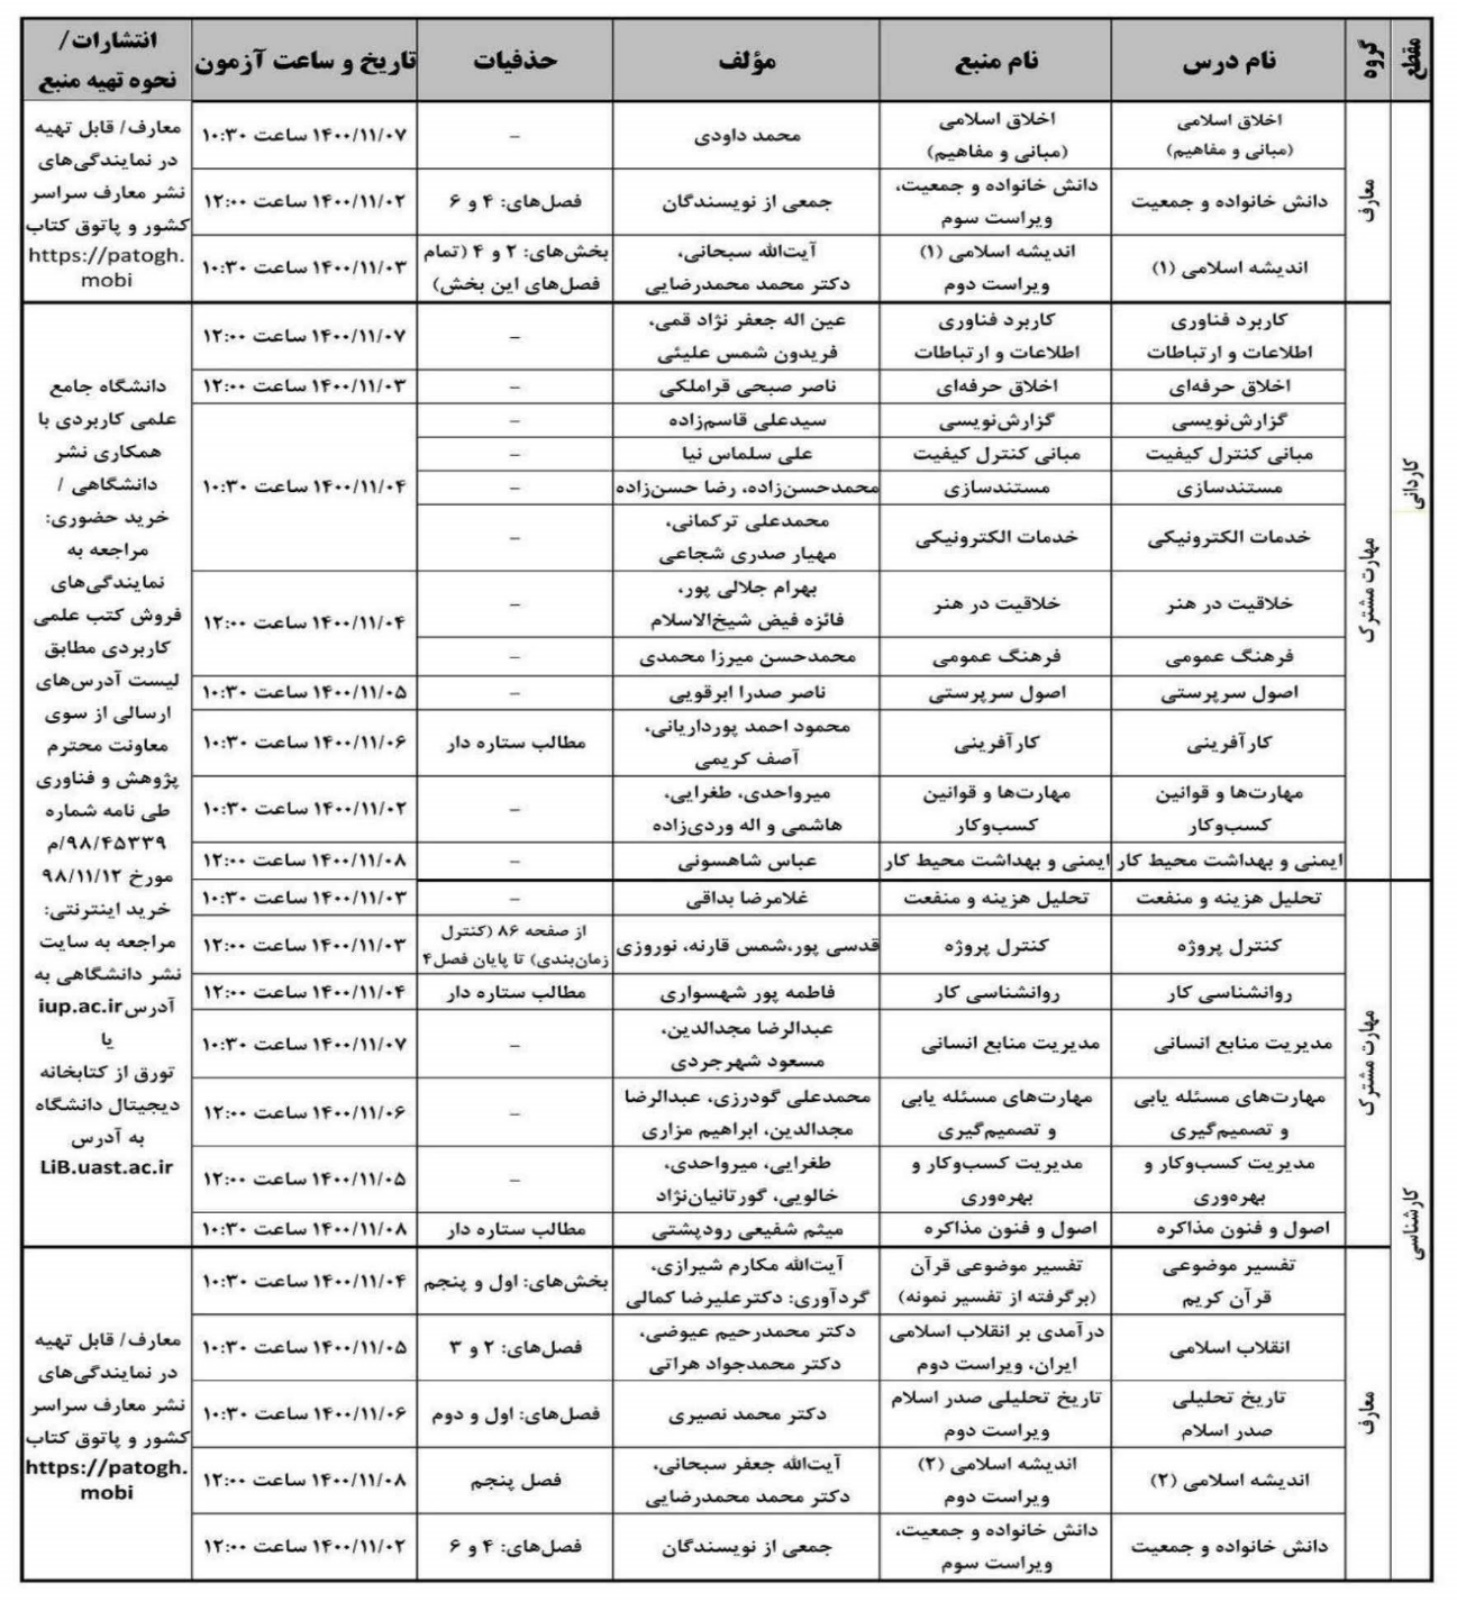 مقطع
گروه
نام درس
نام منبع
مؤلف
حذفیات
تاریخ و ساعت آزمون
انتشارات/
نحوه تهیه منبع
کاردانی
معارف
اخلاق اسلامی
(مبانی و مفاهیم)
اخلاق اسلامی
(مبانی و مفاهیم)
محمد داودی
–
۱۴۰۰/۱۱/۰۷ ساعت ۱۰:۳۰
معارف/ قابل تهیه
در نمایندگی‌های
نشر معارف سراسر
کشور و پاتوق کتاب
https://patogh.
mobi
دانش خانواده و جمعیت
دانش خانواده و جمعیت،
ویراست سوم
جمعی از نویسندگان
فصل‌های: ۴ و ۶
۱۴۰۰/۱۱/۰۲ ساعت ۱۲:۰۰
اندیشه اسلامی (۱)
اندیشه اسلامی (۱)
ویراست دوم
آیت‌الله سبحانی،
دکتر محمد محمدرضایی
بخش‌های: ۲ و ۴ (تمام
فصل‌های این بخش)
۱۴۰۰/۱۱/۰۳ ساعت ۱۰:۳۰
مهارت مشترک
کاربرد فناوری
اطلاعات و ارتباطات
کاربرد فناوری
اطلاعات و ارتباطات
عین اله جعفر نژاد قمی،
فریدون شمس علیئی
–
۱۴۰۰/۱۱/۰۷ ساعت ۱۲:۰۰
دانشگاه جامع
علمی کاربردی با
همکاری نشر
دانشگاهی /
خرید حضوری:
مراجعه به
نمایندگی‌های
فروش کتب علمی
کاربردی مطابق
لیست آدرس‌های
ارسالی از سوی
معاونت محترم
پژوهش و فناوری
طی نامه شماره
۹۸/۴۵۳۳۹/م
مورخ ۹۸/۱۱/۱۲
خرید اینترنتی:
مراجعه به سایت
نشر دانشگاهی به
آدرس iup.ac.ir
یا
تورق از کتابخانه
دیجیتال دانشگاه
به آدرس
LiB.uast.ac.ir
اخلاق حرفه‌ای
اخلاق حرفه‌ای
ناصر صبحی قراملکی
–
۱۴۰۰/۱۱/۰۳ ساعت ۱۲:۰۰
گزارش‌نویسی
گزارش‌نویسی
سیدعلی قاسم‌زاده
–
۱۴۰۰/۱۱/۰۴ ساعت ۱۰:۳۰
مبانی کنترل کیفیت
مبانی کنترل کیفیت
علی سلماس نیا
–
مستندسازی
مستندسازی
محمدحسن‌زاده، رضا حسن‌زاده
–
خدمات الکترونیکی
خدمات الکترونیکی
محمدعلی ترکمانی،
مهیار صدری شجاعی
–
خلاقیت در هنر
خلاقیت در هنر
بهرام جلالی پور،
فائزه فیض شیخ‌الاسلام
–
۱۴۰۰/۱۱/۰۴ ساعت ۱۲:۰۰
فرهنگ عمومی
فرهنگ عمومی
محمدحسن میرزا محمدی
–
اصول سرپرستی
اصول سرپرستی
ناصر صدرا ابرقویی
–
۱۴۰۰/۱۱/۰۵ ساعت ۱۰:۳۰
کارآفرینی
کارآفرینی
محمود احمد پورداریانی،
آصف کریمی
مطالب ستاره دار
۱۴۰۰/۱۱/۰۶ ساعت ۱۰:۳۰
مهارت‌ها و قوانین
کسب‌وکار
مهارت‌ها و قوانین
کسب‌وکار
میرواحدی، طغرایی،
هاشمی و اله وردی‌زاده
–
۱۴۰۰/۱۱/۰۲ ساعت ۱۰:۳۰
ایمنی و بهداشت محیط کار
ایمنی و بهداشت محیط کار
عباس شاهسونی
–
۱۴۰۰/۱۱/۰۸ ساعت ۱۲:۰۰
کارشناسی
مهارت مشترک
تحلیل هزینه و منفعت
تحلیل هزینه و منفعت
غلامرضا بداقی
–
۱۴۰۰/۱۱/۰۳ ساعت ۱۰:۳۰
کنترل پروژه
کنترل پروژه
قدسی پور،شمس قارنه، نوروزی
از صفحه ۸۶ (کنترل
زمان‌بندی) تا پایان فصل۴
۱۴۰۰/۱۱/۰۳ ساعت ۱۲:۰۰
روانشناسی کار
روانشناسی کار
فاطمه پور شهسواری
مطالب ستاره دار
۱۴۰۰/۱۱/۰۴ ساعت ۱۲:۰۰
مدیریت منابع انسانی
مدیریت منابع انسانی
عبدالرضا مجدالدین،
مسعود شهرجردی
–
۱۴۰۰/۱۱/۰۷ ساعت ۱۰:۳۰
مهارت‌های مسئله یابی
و تصمیم‌گیری
مهارت‌های مسئله یابی
و تصمیم‌گیری
محمدعلی گودرزی، عبدالرضا
مجدالدین، ابراهیم مزاری
–
۱۴۰۰/۱۱/۰۶ ساعت ۱۲:۰۰
مدیریت کسب‌وکار و
بهره‌وری
مدیریت کسب‌وکار و
بهره‌وری
طغرایی، میرواحدی،
خالویی، گورتانیان‌نژاد
–
۱۴۰۰/۱۱/۰۵ ساعت ۱۲:۰۰
اصول و فنون مذاکره
اصول و فنون مذاکره
میثم شفیعی رودپشتی
مطالب ستاره دار
۱۴۰۰/۱۱/۰۸ ساعت ۱۰:۳۰
معارف
تفسیر موضوعی
قرآن کریم
تفسیر موضوعی قرآن
(برگرفته از تفسیر نمونه)
آیت‌الله مکارم شیرازی،
گردآوری: دکترعلیرضا کمالی
بخش‌های: اول و پنجم
۱۴۰۰/۱۱/۰۴ ساعت ۱۰:۳۰
معارف/ قابل تهیه
در نمایندگی‌های
نشر معارف سراسر
کشور و پاتوق کتاب
https://patogh.
mobi
انقلاب اسلامی
درآمدی بر انقلاب اسلامی
ایران، ویراست دوم
دکتر محمدرحیم عیوضی،
دکتر محمدجواد هراتی
فصل‌های: ۲ و ۳
۱۴۰۰/۱۱/۰۵ ساعت ۱۰:۳۰
تاریخ تحلیلی
صدر اسلام
تاریخ تحلیلی صدر اسلام
ویراست دوم
دکتر محمد نصیری
فصل‌های: اول و دوم
۱۴۰۰/۱۱/۰۶ ساعت ۱۰:۳۰
اندیشه اسلامی (۲)
اندیشه اسلامی (۲)
ویراست دوم
آیت‌الله جعفر سبحانی،
دکتر محمد محمدرضایی
فصل پنجم
۱۴۰۰/۱۱/۰۸ ساعت ۱۲:۰۰
دانش خانواده و جمعیت
دانش خانواده و جمعیت،
ویراست سوم
جمعی از نویسندگان
فصل‌های: ۴ و ۶
۱۴۰۰/۱۱/۰۲ ساعت ۱۲:۰۰